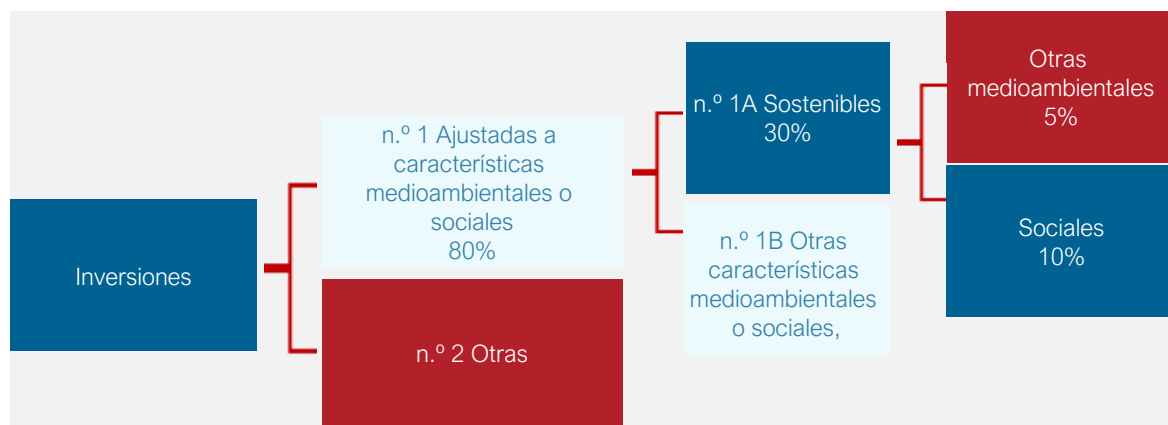 Inversiones
n.º 1 Ajustadas a
características
medioambientales o
sociales
80%
n.º 2 Otras
n.º 1A Sostenibles
30%
n.º 1B Otras
características
medioambientales
o sociales,
Otras
medioambientales
5%
Sociales
10%